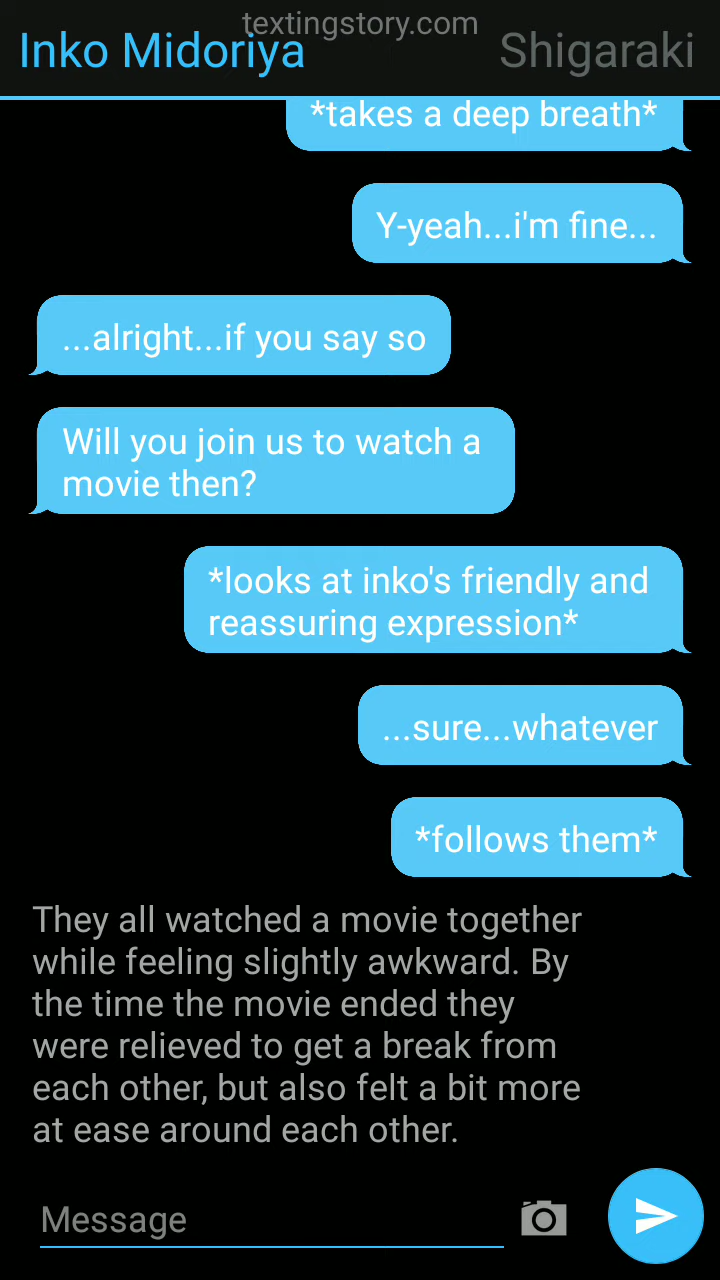 textingstory.com
Inko Midoriya
Shigaraki
*takes a deep breath*
Y-yeah...i'm fine...
...alright...if you say so
Will you join us to watch a
movie then?
*looks at inko's friendly and
reassuring expression*
...sure...whatever
*follows them*
They all watched a movie together
while feeling slightly awkward. By
the time the movie ended they
were relieved to get a break from
each other, but also felt a bit more
at ease around each other.
Message